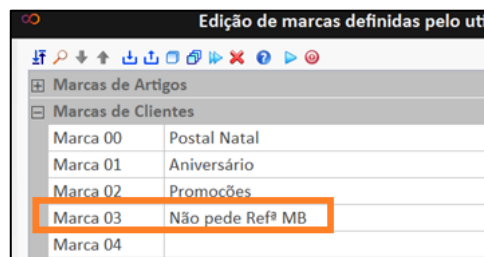 Edição de marcas definidas pelo uti
Marcas de Artigos
Marcas de Clientes
Marca 00 Postal Natal
Marca 01 Aniversário
Marca 02 Promoções
Marca 03 Não pede Refª MB
Marca 04